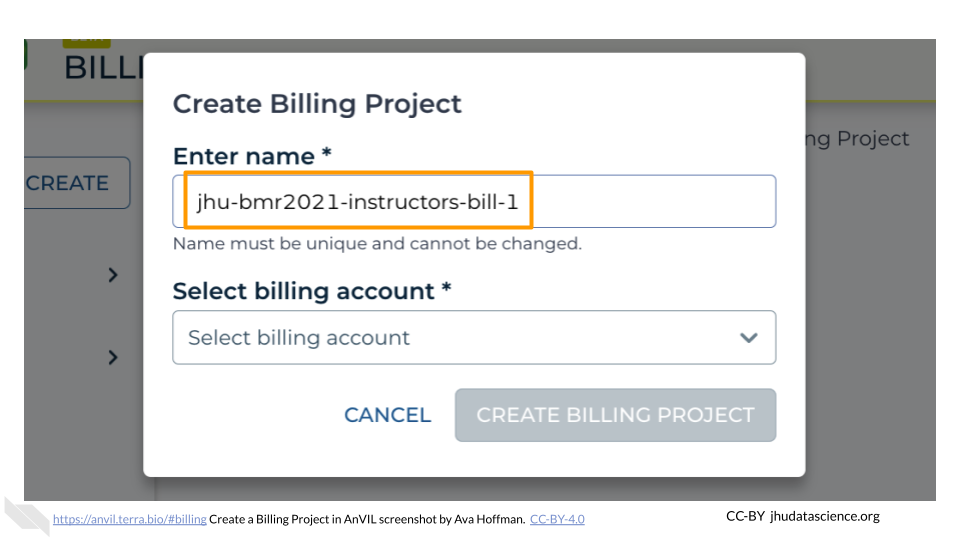 BILLI
Create Billing Project
ng Project
Enter name *
CREATE
jhu-bmr2021-instructors-bill-1
Name must be unique and cannot be changed.
Select billing account *
Select billing account
CANCEL
CREATE BILLING PROJECT
https://anvil.terra.bio/#billing Create a Billing Project in AnVIL screenshot by Ava Hoffman. CC-BY-4.0
CC-BY jhudatascience.org